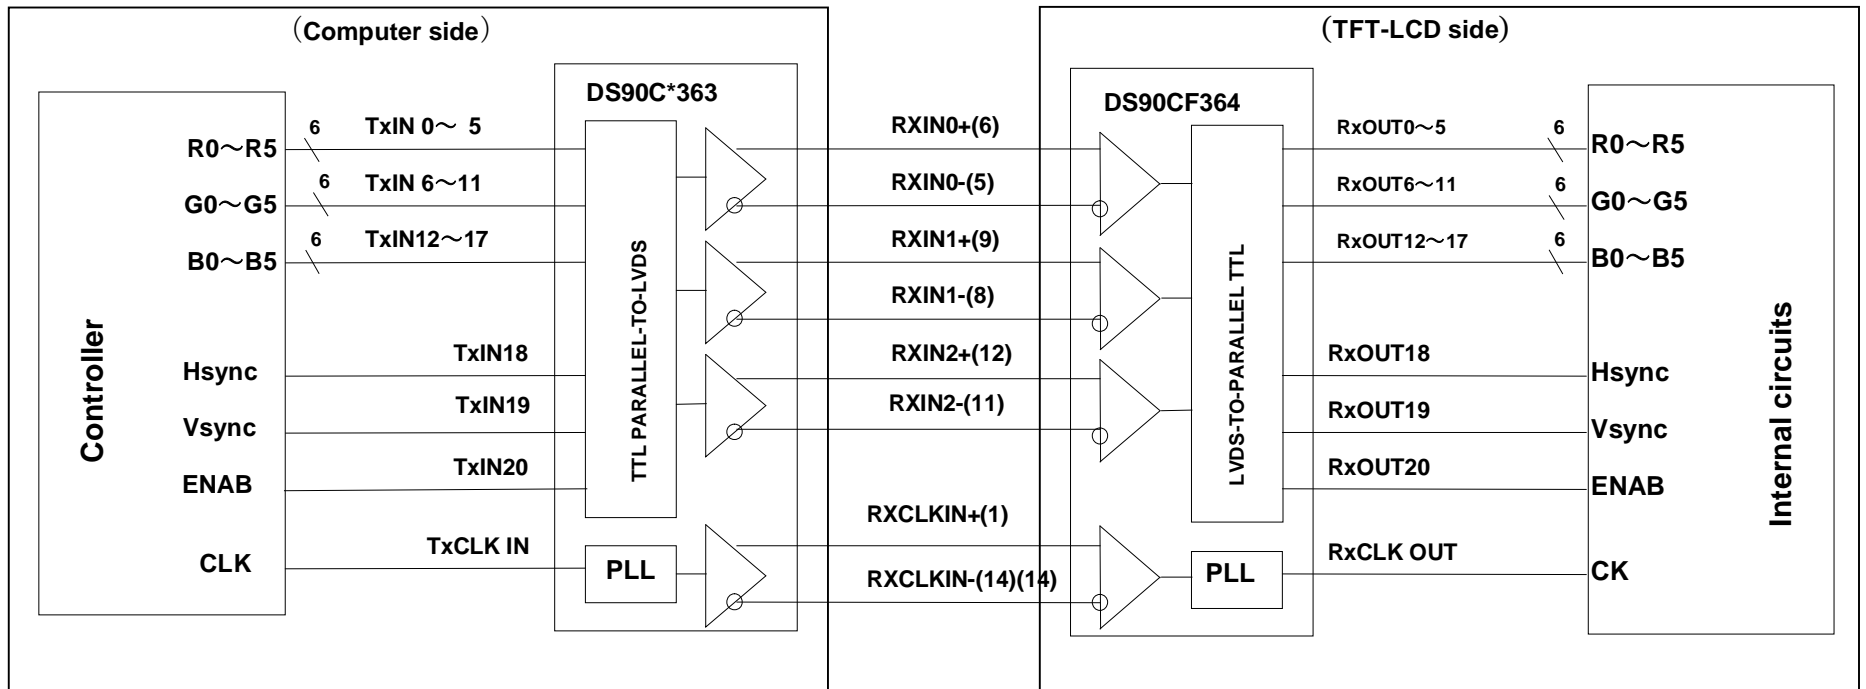 （Computer side）
（TFT-LCD side）
DS90C*363
DS90CF364
Controller
R0～R5
6
TxIN 0～ 5
G0～G5
6
TxIN 6～11
B0～B5
6
TxIN12～17
Hsync
TxIN18
Vsync
TxIN19
ENAB
TxIN20
CLK
TxCLK IN
TTL PARALLEL-TO-LVDS
PLL
RXIN0+(6)
RXIN0-(5)
RXIN1+(9)
RXIN1-(8)
RXIN2+(12)
RXIN2-(11)
RXCLKIN+(1)
RXCLKIN-(14)(14)
LVDS-TO-PARALLEL TTL
PLL
RxOUT0～5
6
R0～R5
RxOUT6～11
6
G0～G5
RxOUT12～17
6
B0～B5
RxOUT18
Hsync
RxOUT19
Vsync
RxOUT20
ENAB
RxCLK OUT
CK
Internal circuits